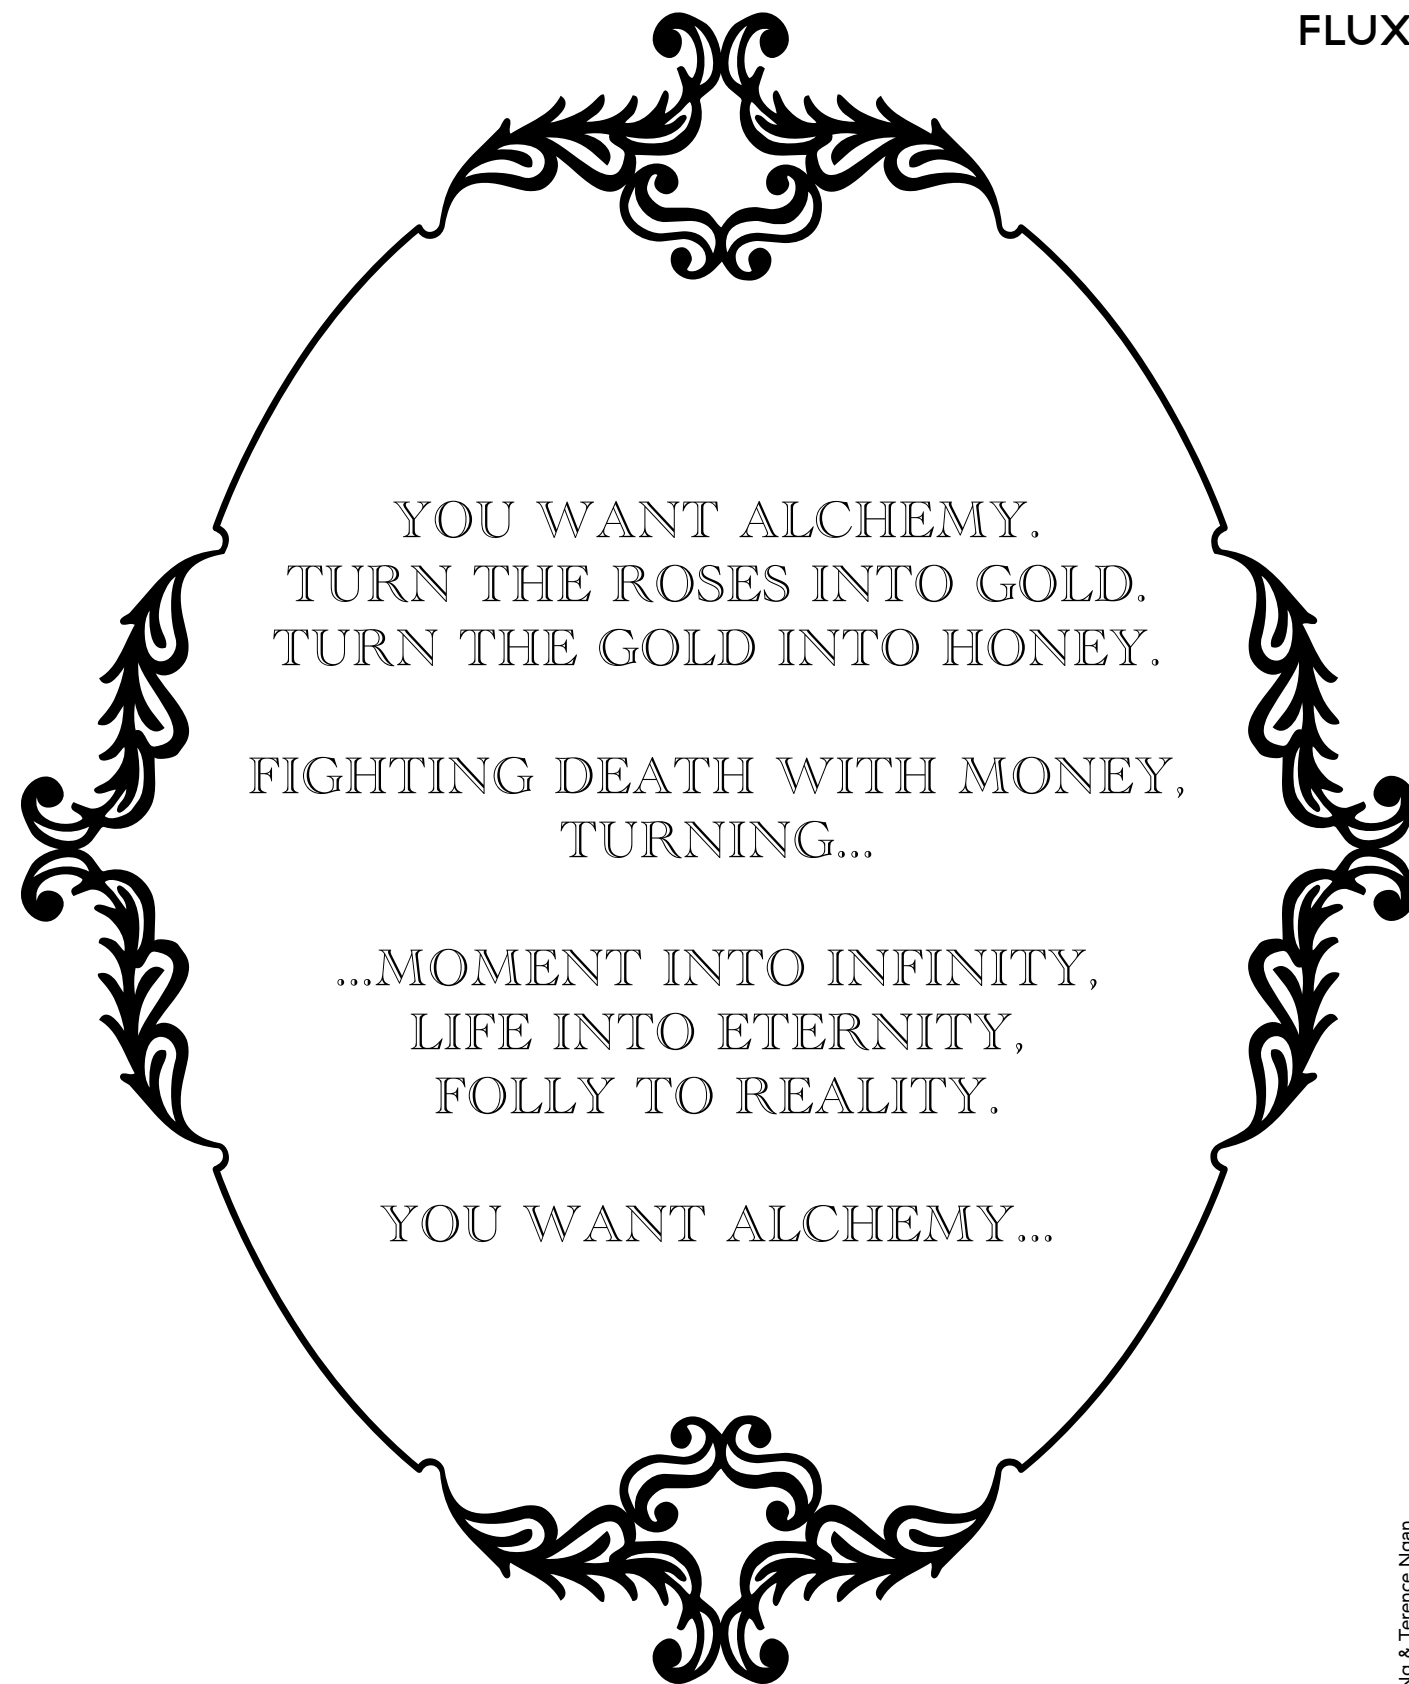 FLUX
YOU WANT ALCHEMY.
TURN THE ROSES INTO GOLD.
TURN THE GOLD INTO HONEY.
FIGHTING DEATH WITH MONEY,
TURNING...
...MOMENT INTO INFINITY,
LIFE INTO ETERNITY,
FOLLY TO REALITY.
YOU WANT ALCHEMY...
& Terence Ngan